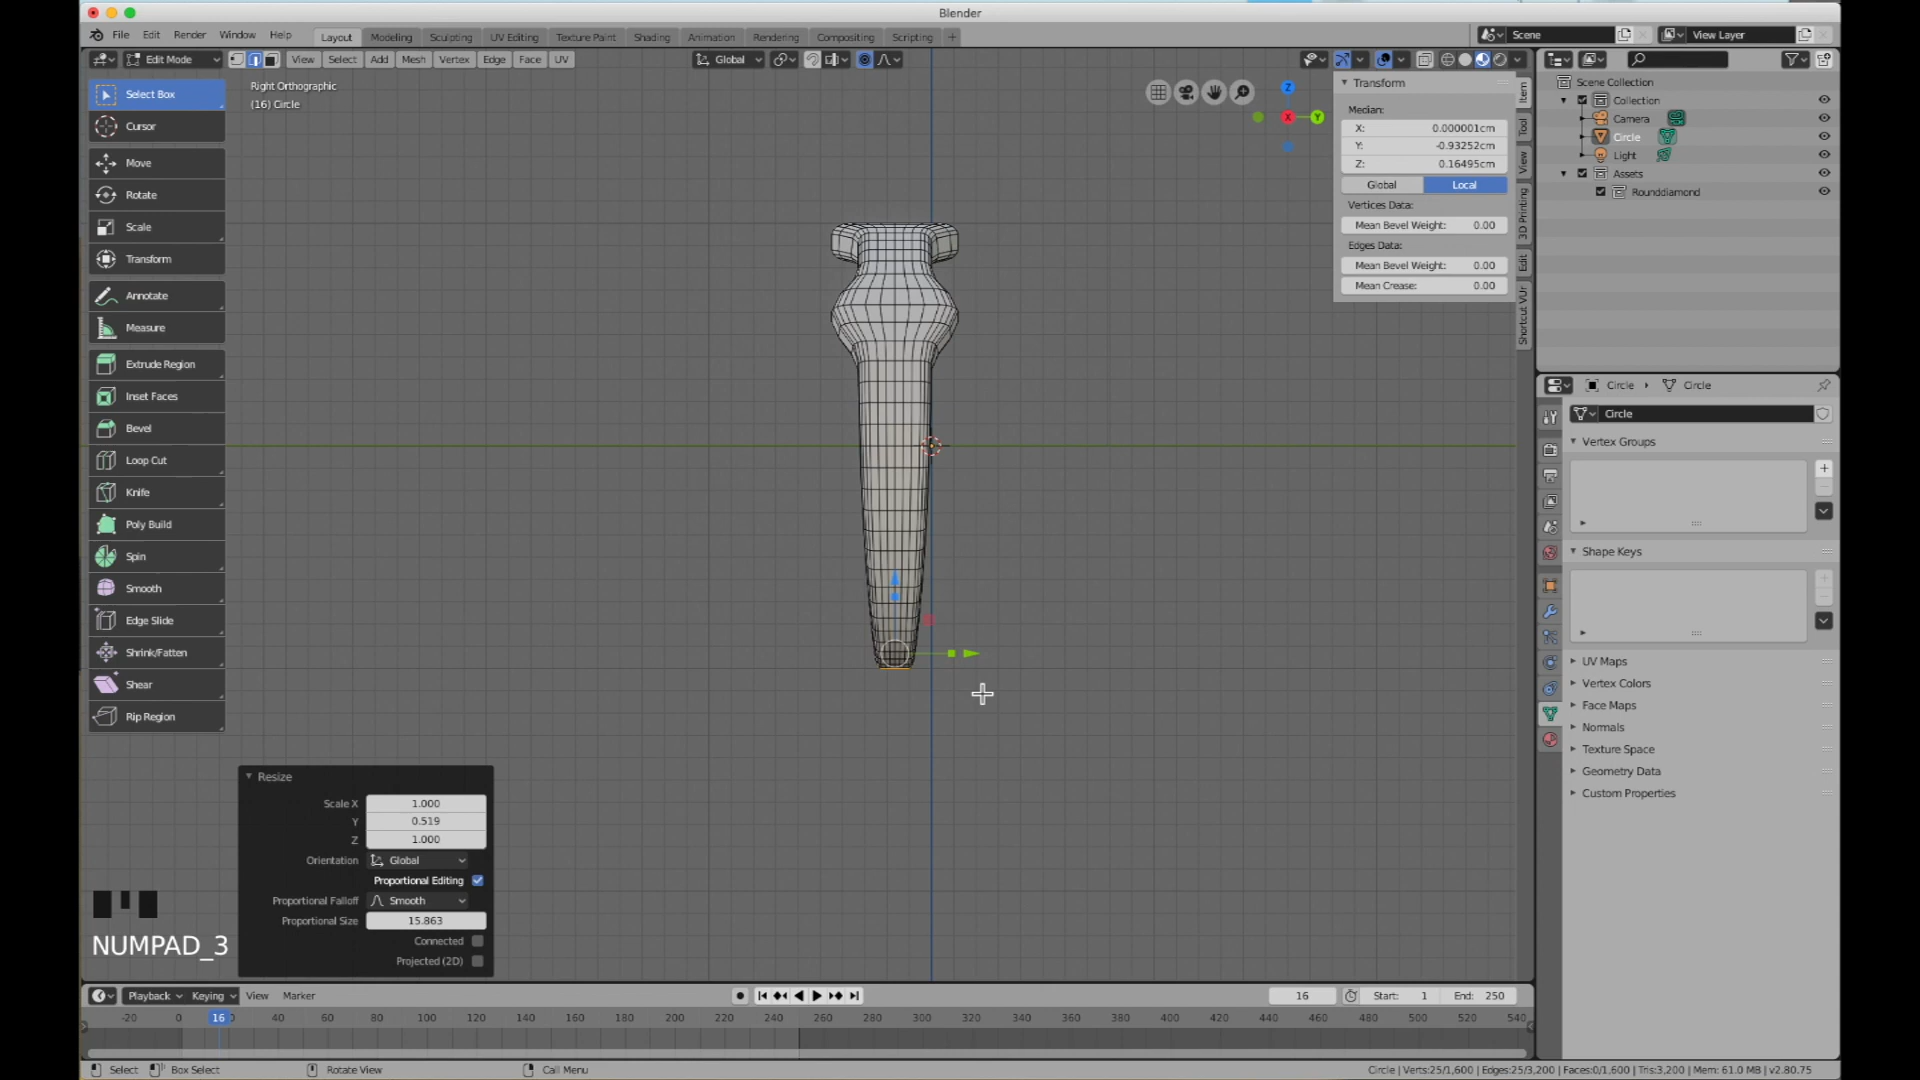 Blender
File Edit Render Window Help
Layout Modeling Sculpting UV Editing Texture Paint Shading Animation Rendering Compositing Scripting +
Scene
View Layer
Edit Mode
View Select Add Mesh Vertex Edge Face UV
Global
Right Orthographic
(16) Circle
Select Box
Cursor
Move
Rotate
Scale
Transform
Annotate
Measure
Extrude Region
Inset Faces
Bevel
Loop Cut
Knife
Poly Build
Spin
Smooth
Edge Slide
Shrink/Fatten
Shear
Rip Region
Z
X
Y
Transform
Median:
X: 0.000001cm
Y: -0.93252cm
Z: 0.16495cm
Global Local
Vertices Data:
Mean Bevel Weight: 0.00
Edges Data:
Mean Bevel Weight: 0.00
Mean Crease: 0.00
Item
Tool
View
3D Printing
Edit
Shortcut VUr
Scene Collection
Collection
Camera
Circle
Light
Assets
Rounddiamond
Circle Circle
Circle
Vertex Groups
Shape Keys
UV Maps
Vertex Colors
Face Maps
Normals
Texture Space
Geometry Data
Custom Properties
Resize
Scale X 1.000
Y 0.519
Z 1.000
Orientation Global
Proportional Editing
Proportional Falloff Smooth
Proportional Size 15.863
Connected
Projected (2D)
NUMPAD_3
Playback Keying View Marker
16 Start: 1 End: 250
-20 0 16 40 60 80 100 120 140 160 180 200 220 240 260 280 300 320 340 360 380 400 420 440 460 480 500 520 540
Select Box Select Rotate View Call Menu
Circle | Verts:25/1,600 | Edges:25/3,200 | Faces:0/1,600 | Tris:3,200 | Mem: 61.0 MB | v2.80.75